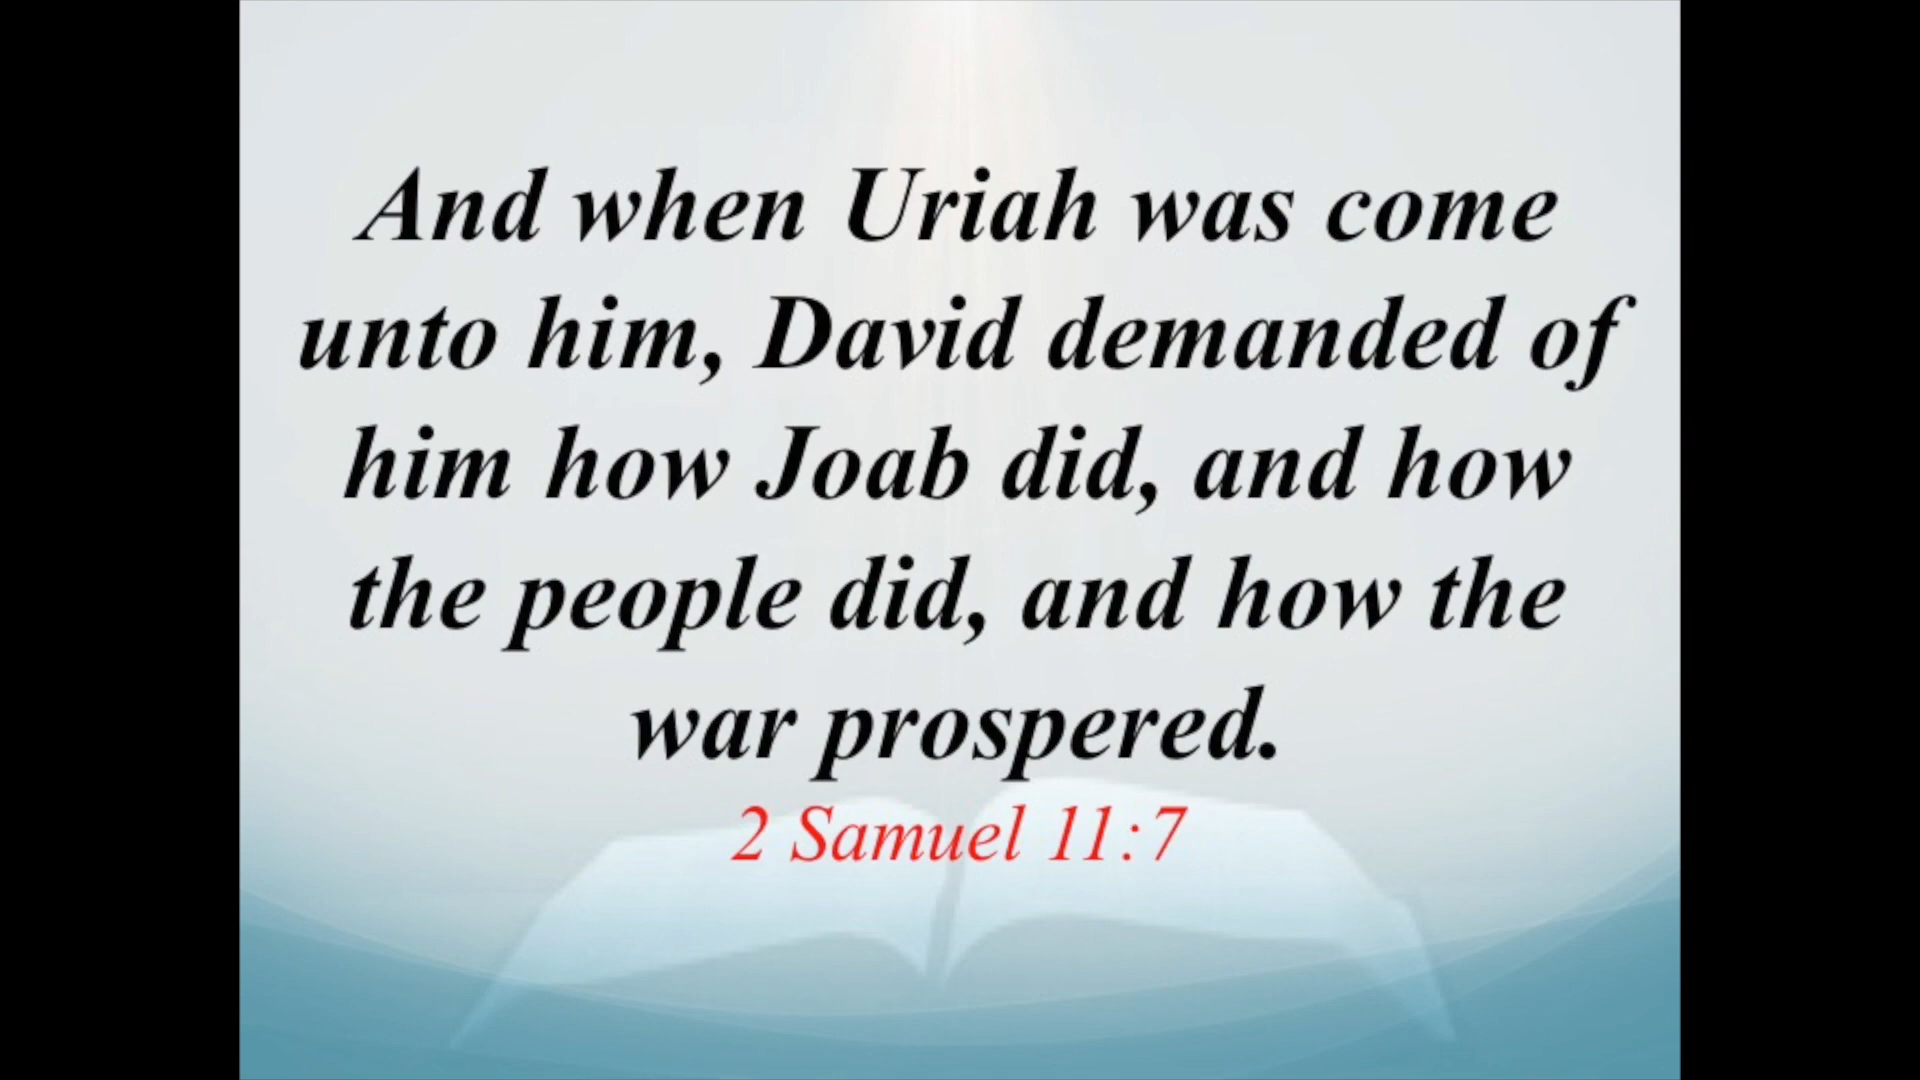 And when Uriah was come
unto him, David demanded of
him how Joab did, and how
the people did, and how the
war prospered.
2 Samuel 11:7